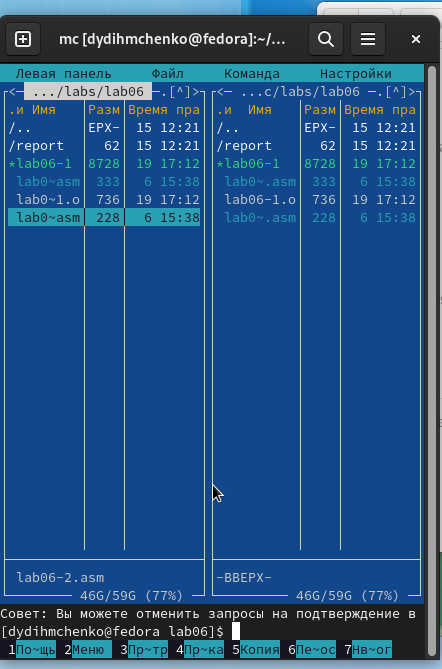 mc [dydihmchenko@fedora]:~/...
Левая панель Файл Команда Настройки
<— .../labs/lab06 —.[^]> <— ...c/labs/lab06 —.[^]>
.и Имя Разм Время пра .и Имя Разм Время пра
/.. ЕРХ- 15 12:21 /.. ЕРХ- 15 12:21
/report 62 15 12:21 /report 62 15 12:21
*lab06-1 8728 19 17:12 *lab06-1 8728 19 17:12
lab0~asm 333 6 15:38 lab0~.asm 333 6 15:38
lab0~1.o 736 19 17:12 lab06-1.o 736 19 17:12
lab0~asm 228 6 15:38 lab0~.asm 228 6 15:38
lab06-2.asm -ВВЕРХ-
46G/59G (77%) 46G/59G (77%)
Совет: Вы можете отменить запросы на подтверждение в
[dydihmchenko@fedora lab06]$
1По~щь 2Меню 3Пр~тр 4Пр~ка 5Копия 6Пе~ос 7Нв~ог